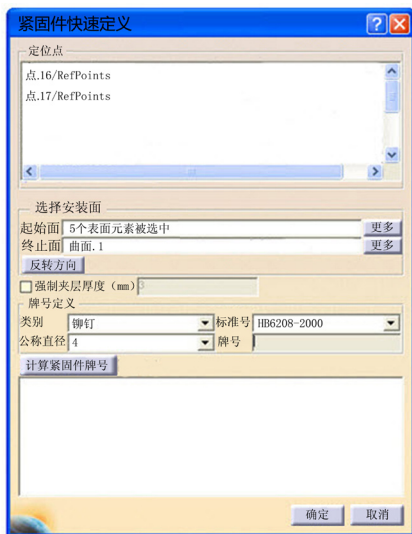 紧固件快速定义
定位点
点.16/RefPoints
点.17/RefPoints
选择安装面
起始面 5个表面元素被选中 更多
终止面 曲面.1 更多
反转方向
强制夹层厚度（mm） 3
牌号定义
类别 铆钉 标准号 HB6208-2000
公称直径 4 牌号
计算紧固件牌号
确定 取消